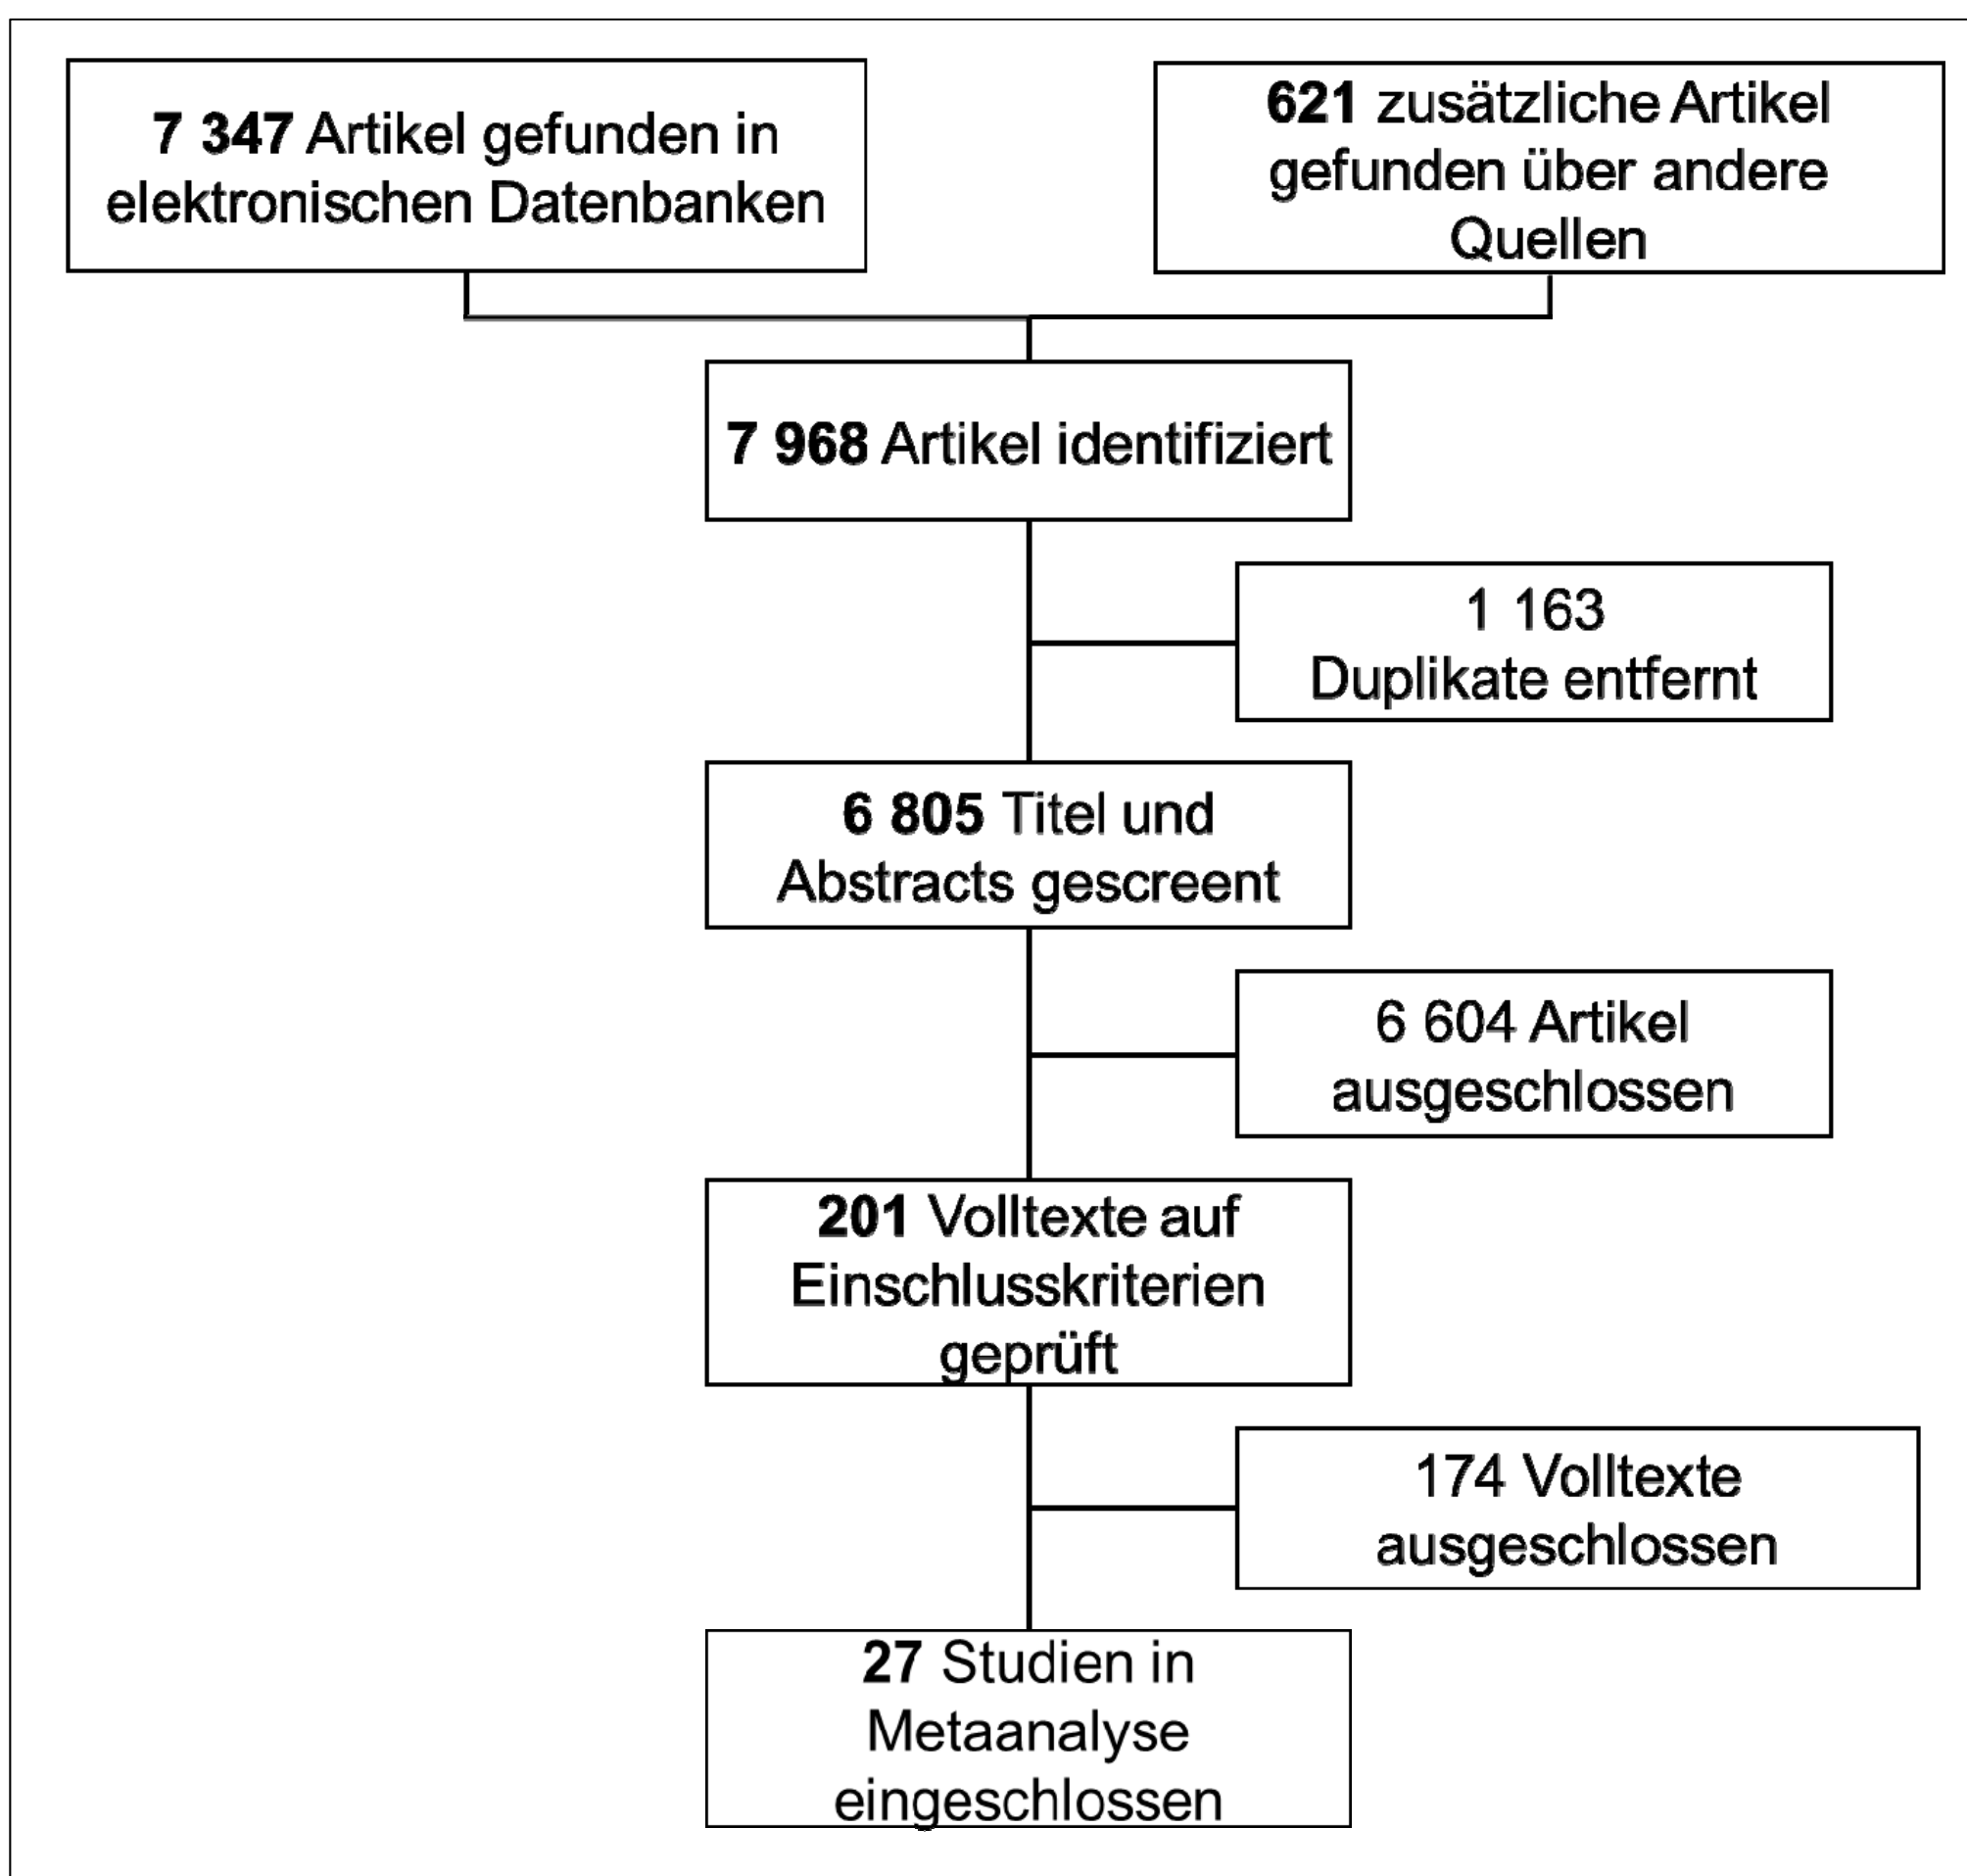 7 347 Artikel gefunden in
elektronischen Datenbanken
621 zusätzliche Artikel
gefunden über andere
Quellen
7 968 Artikel identifiziert
1 163
Duplikate entfernt
6 805 Titel und
Abstracts gescreent
6 604 Artikel
ausgeschlossen
201 Volltexte auf
Einschlusskriterien
geprüft
174 Volltexte
ausgeschlossen
27 Studien in
Metaanalyse
eingeschlossen